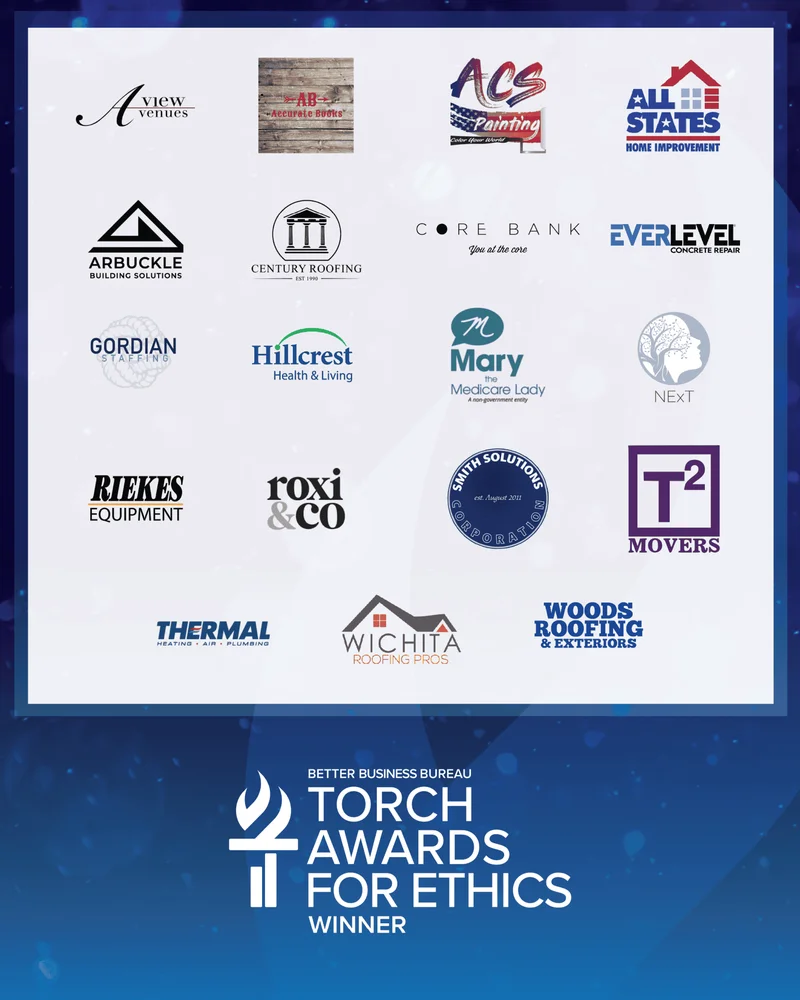 A VIEW
venues
AB
Accurate Books
ACS
Painting
Color Your World
ALL
STATES
HOME IMPROVEMENT
ARBUCKLE
BUILDING SOLUTIONS
CENTURY ROOFING
EST 1990
CORE BANK
You at the core
EVERLEVEL
CONCRETE REPAIR
GORDIAN
STAFFING
Hillcrest
Health & Living
M
Mary
the
Medicare Lady
A non-government entity
NExT
RIEKES
EQUIPMENT
roxi
&CO
SMITH SOLUTIONS
est. August 2011
CORPORATION
T2
MOVERS
THERMAL
HEATING • AIR • PLUMBING
WICHITA
ROOFING PROS
WOODS
ROOFING
& EXTERIORS
BETTER BUSINESS BUREAU
TORCH
AWARDS
FOR ETHICS
WINNER